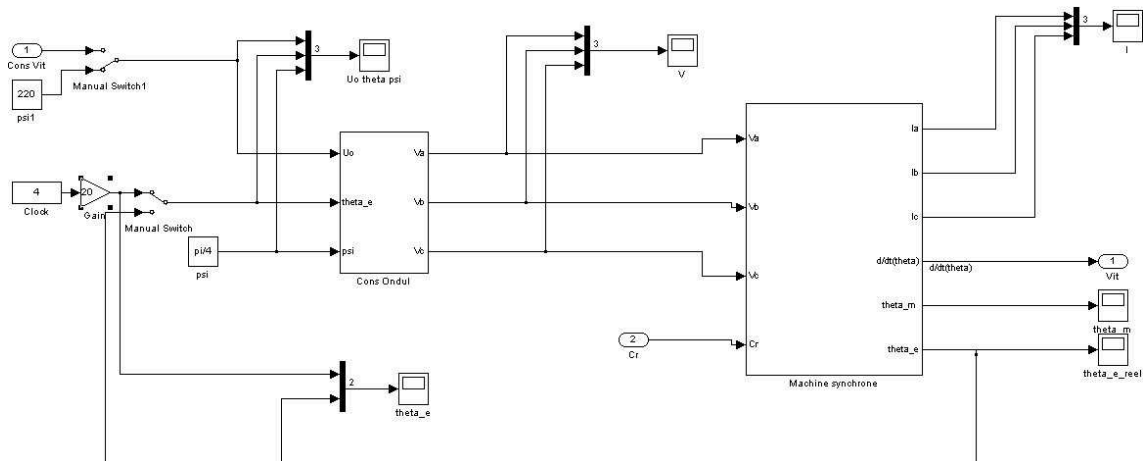 1
Cons Vit
220
psi1
Manual Switch1
3
Uo theta psi
3
V
3
I
4
Clock
20
Gain
Manual Switch
pi/4
psi
Uo
theta_e
psi
Va
Vb
Vc
Cons Ondul
Va
Vb
Vc
Cr
Ia
Ib
Ic
d/dt(theta)
theta_m
theta_e
Machine synchrone
d/dt(theta)
1
Vit
theta_m
theta_e_reel
2
Cr
2
theta_e